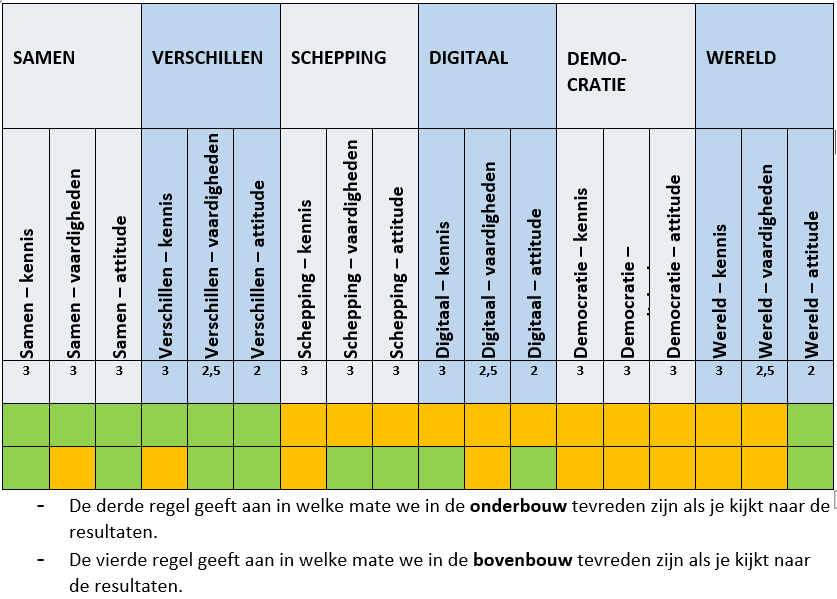 SAMEN VERSCHILLEN SCHEPPING DIGITAAL DEMO- WERELD
CRATIE
Samen – kennis
Samen – vaardigheden
Samen – attitude
Verschillen – kennis
Verschillen – vaardigheden
Verschillen – attitude
Schepping – kennis
Schepping – vaardigheden
Schepping – attitude
Digitaal – kennis
Digitaal – vaardigheden
Digitaal – attitude
Democratie – kennis
Democratie –
Democratie – attitude
Wereld – kennis
Wereld – vaardigheden
Wereld – attitude
3 3 3 3 2,5 2 3 3 3 3 2,5 2 3 3 3 3 2,5 2
- De derde regel geeft aan in welke mate we in de onderbouw tevreden zijn als je kijkt naar de
resultaten.
- De vierde regel geeft aan in welke mate we in de bovenbouw tevreden zijn als je kijkt naar
de resultaten.